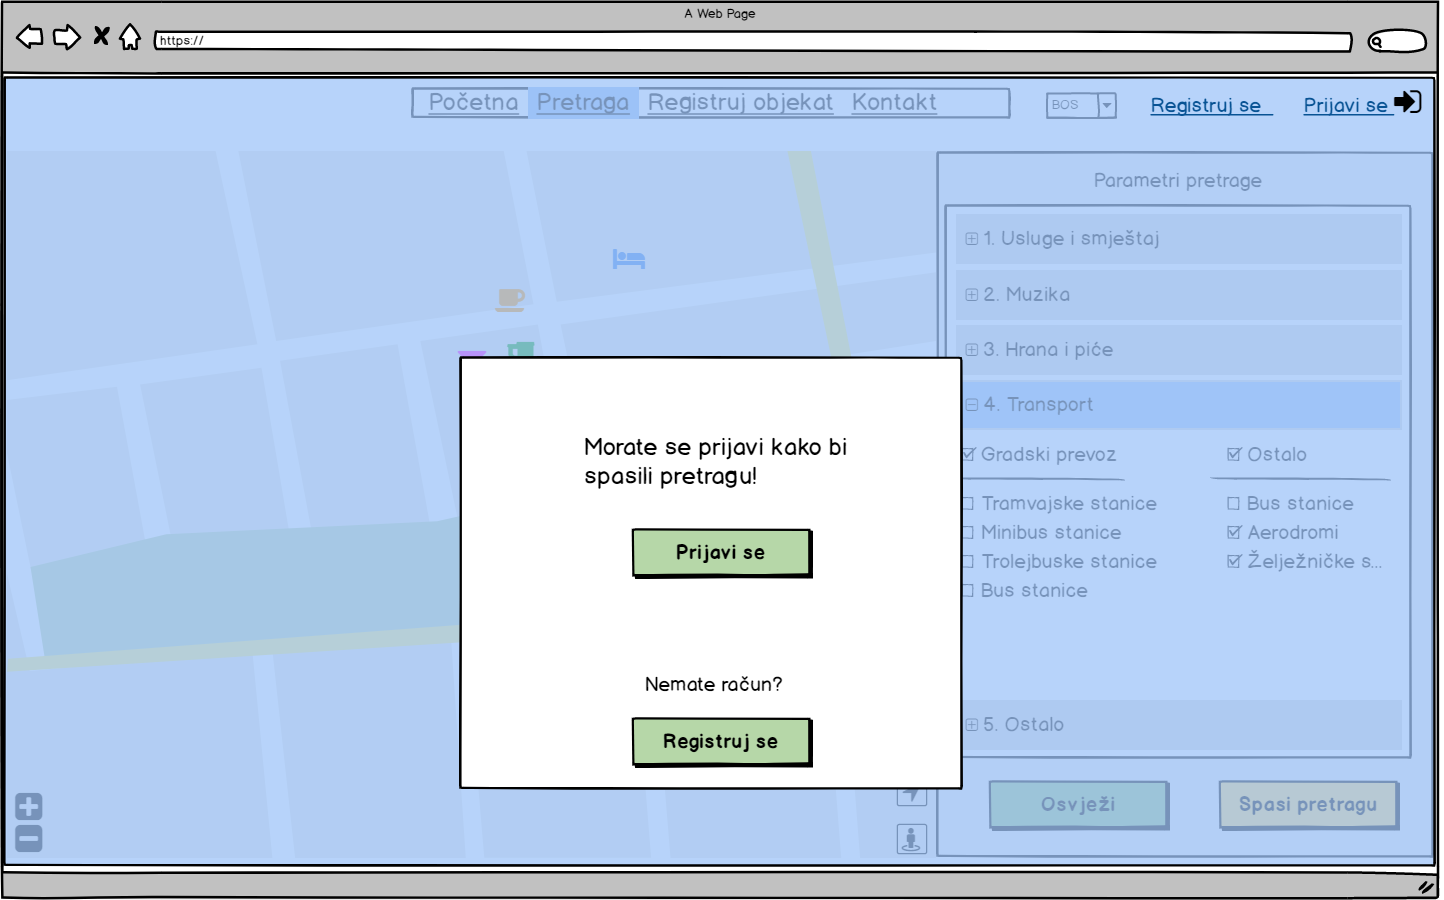 A Web Page
https://
Početna Pretraga Registruj objekat Kontakt
BOS
Registruj se
Prijavi se
Parametri pretrage
1. Usluge i smještaj
2. Muzika
3. Hrana i piće
4. Transport
Gradski prevoz
Ostalo
Tramvajske stanice
Bus stanice
Minibus stanice
Aerodromi
Trolejbuske stanice
Želježničke s...
Bus stanice
5. Ostalo
Osvježi
Spasi pretragu
Morate se prijavi kako bi
spasili pretragu!
Prijavi se
Nemate račun?
Registruj se